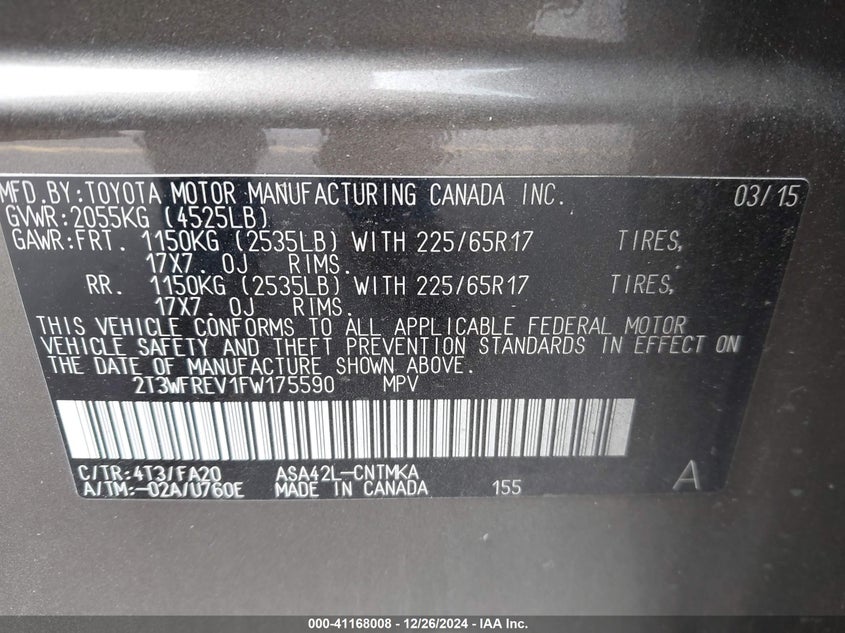 MFD.BY:TOYOTA MOTOR MANUFACTURING CANADA INC. 03/15
GVWR:2055KG (4525LB)
GAWR:FRT. 1150KG (2535LB) WITH 225/65R17 TIRES,
17X7.0J RIMS.
RR. 1150KG (2535LB) WITH 225/65R17 TIRES,
17X7.0J RIMS.
THIS VEHICLE CONFORMS TO ALL APPLICABLE FEDERAL MOTOR
VEHICLE SAFETY AND THEFT PREVENTION STANDARDS IN EFFECT ON
THE DATE OF MANUFACTURE SHOWN ABOVE.
2T3WFREV1FW175590 MPV
C/TR:4T3/FA20 ASA42L-CNTMKA
A/TM:-02A/U760E MADE IN CANADA 155 A
000-41168008 - 12/26/2024 - IAA Inc.